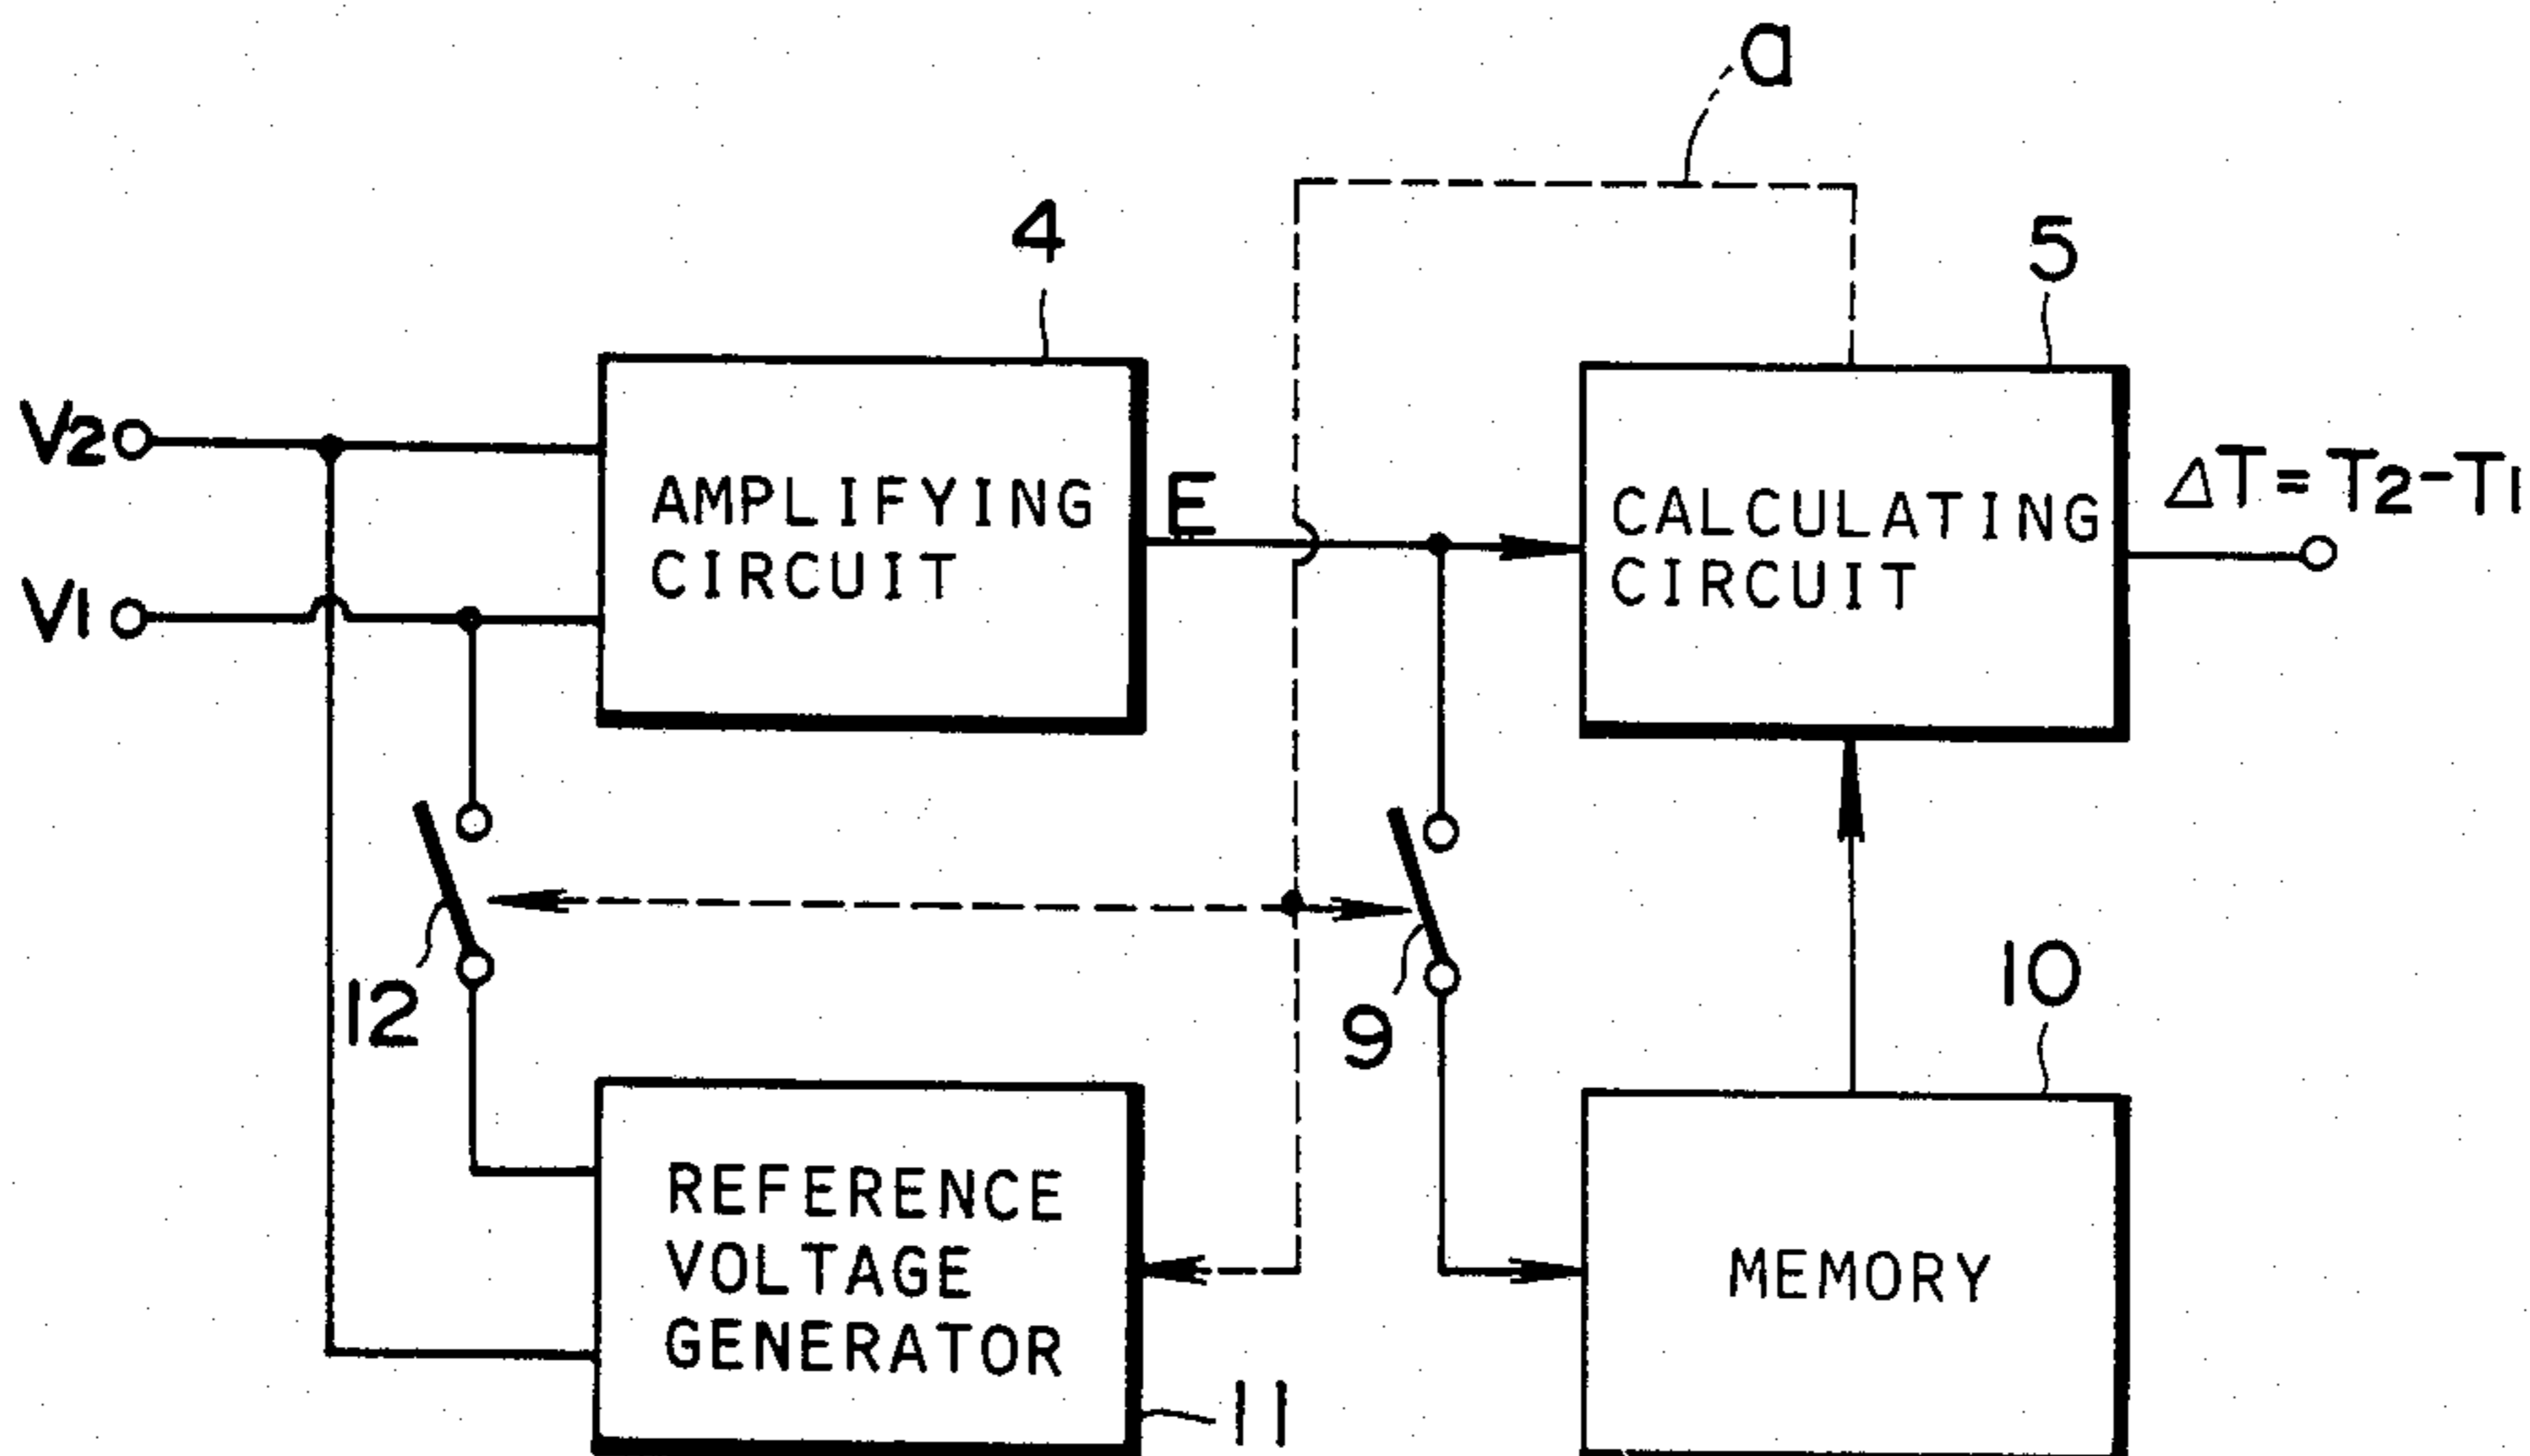 a
4
5
V2
V1
AMPLIFYING
CIRCUIT
E
CALCULATING
CIRCUIT
ΔT = T2-T1
12
9
10
REFERENCE
VOLTAGE
GENERATOR
MEMORY
11